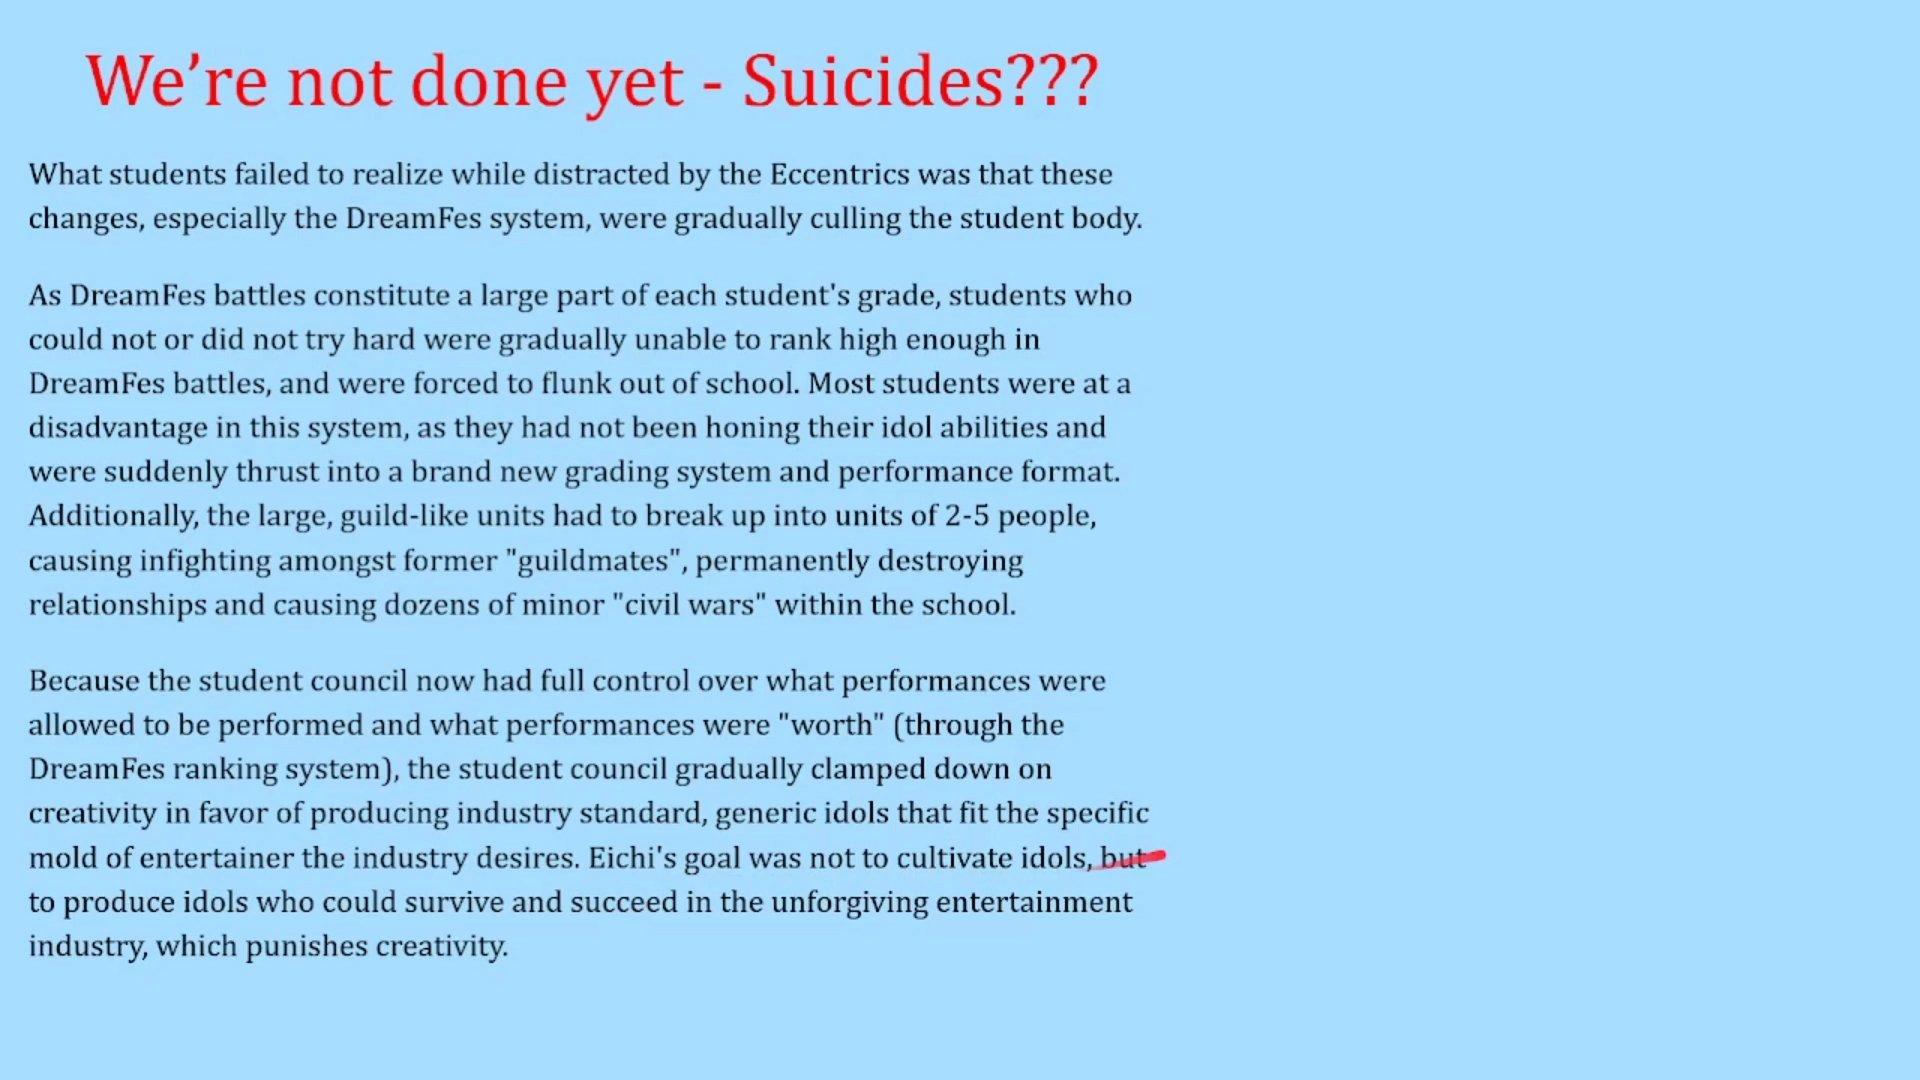 We’re not done yet - Suicides???
What students failed to realize while distracted by the Eccentrics was that these
changes, especially the DreamFes system, were gradually culling the student body.
As DreamFes battles constitute a large part of each student's grade, students who
could not or did not try hard were gradually unable to rank high enough in
DreamFes battles, and were forced to flunk out of school. Most students were at a
disadvantage in this system, as they had not been honing their idol abilities and
were suddenly thrust into a brand new grading system and performance format.
Additionally, the large, guild-like units had to break up into units of 2-5 people,
causing infighting amongst former "guildmates", permanently destroying
relationships and causing dozens of minor "civil wars" within the school.
Because the student council now had full control over what performances were
allowed to be performed and what performances were "worth" (through the
DreamFes ranking system), the student council gradually clamped down on
creativity in favor of producing industry standard, generic idols that fit the specific
mold of entertainer the industry desires. Eichi's goal was not to cultivate idols, but
to produce idols who could survive and succeed in the unforgiving entertainment
industry, which punishes creativity.